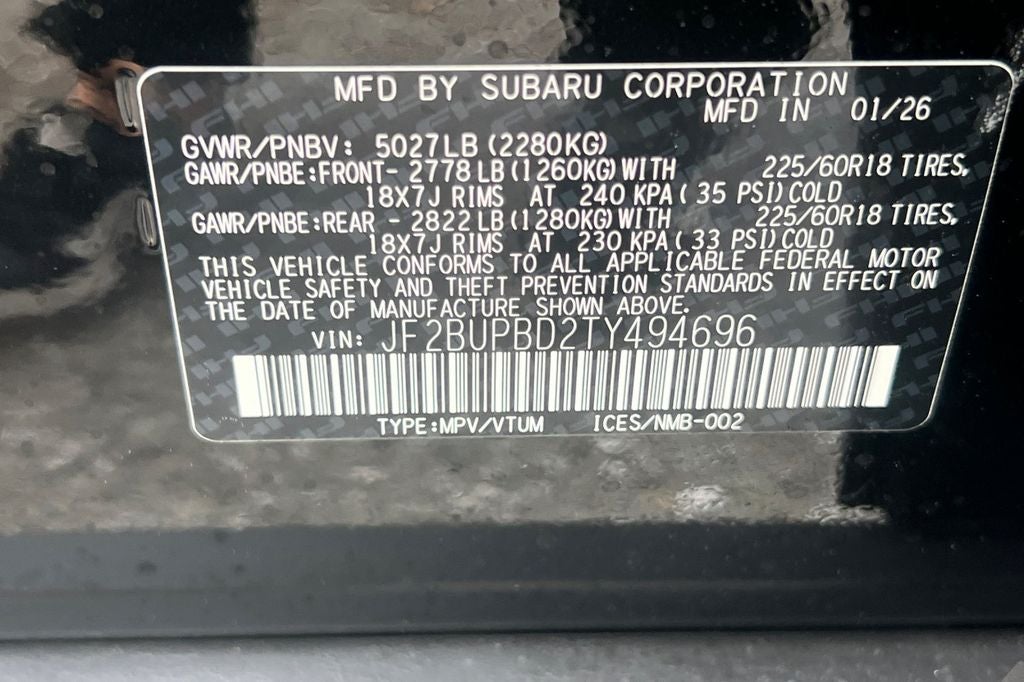 MFD BY SUBARU CORPORATION
MFD IN 01/26
GVWR/PNBV: 5027LB (2280KG)
GAWR/PNBE:FRONT- 2778 LB(1260KG)WITH 225/60R18 TIRES,
18X7J RIMS AT 240 KPA( 35 PSI)COLD
GAWR/PNBE:REAR - 2822 LB(1280KG)WITH 225/60R18 TIRES,
18X7J RIMS AT 230 KPA( 33 PSI)COLD
THIS VEHICLE CONFORMS TO ALL APPLICABLE FEDERAL MOTOR
VEHICLE SAFETY AND THEFT PREVENTION STANDARDS IN EFFECT ON
THE DATE OF MANUFACTURE SHOWN ABOVE.
VIN: JF2BUPBD2TY494696
TYPE:MPV/VTUM ICES/NMB-002